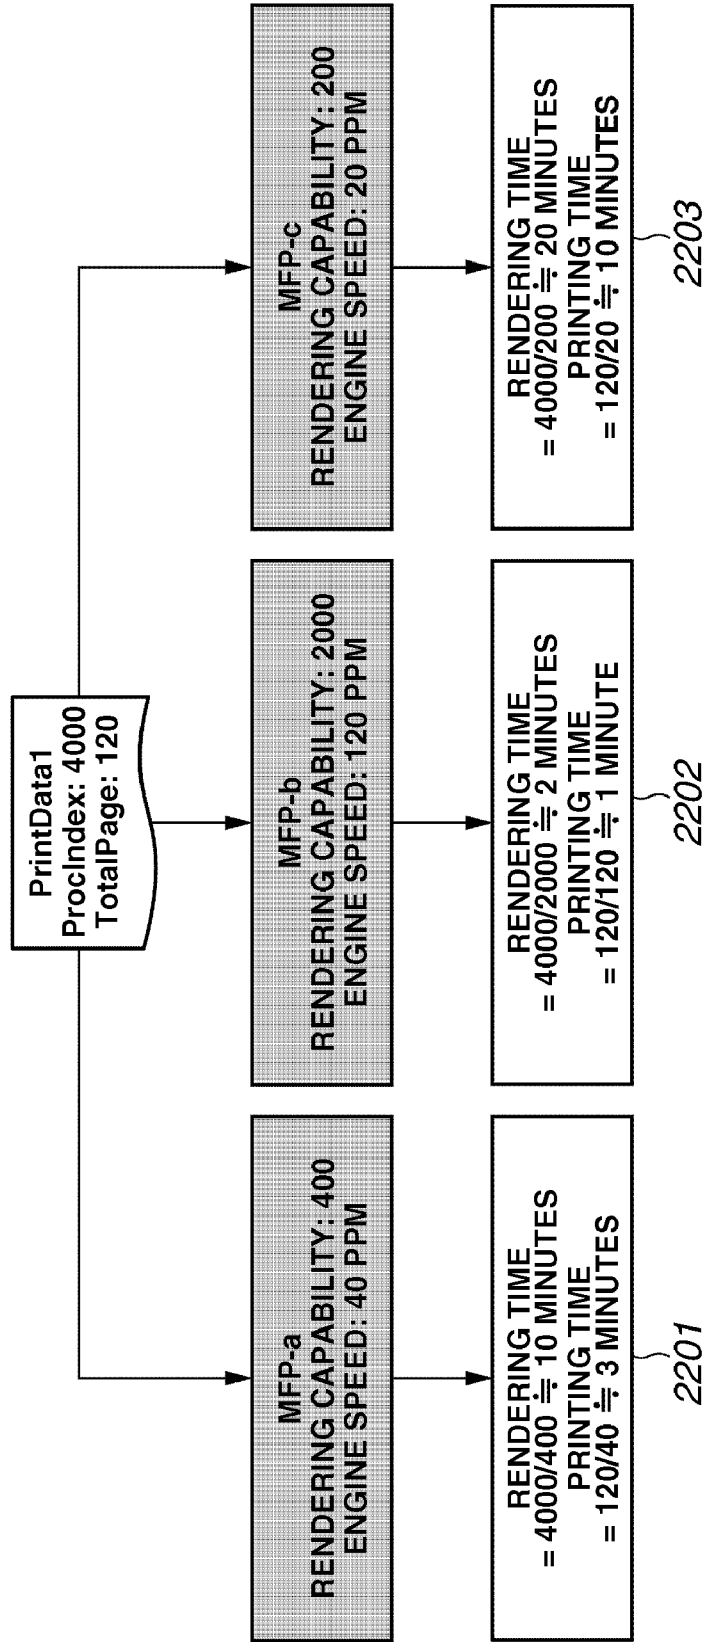 PrintData1
ProcIndex: 4000
TotalPage: 120
MFP-a
RENDERING CAPABILITY: 400
ENGINE SPEED: 40 PPM
MFP-b
RENDERING CAPABILITY: 2000
ENGINE SPEED: 120 PPM
MFP-c
RENDERING CAPABILITY: 200
ENGINE SPEED: 20 PPM
RENDERING TIME
= 4000/400 ≒ 10 MINUTES
PRINTING TIME
= 120/40 ≒ 3 MINUTES
2201
RENDERING TIME
= 4000/2000 ≒ 2 MINUTES
PRINTING TIME
= 120/120 ≒ 1 MINUTE
2202
RENDERING TIME
= 4000/200 ≒ 20 MINUTES
PRINTING TIME
= 120/20 ≒ 10 MINUTES
2203